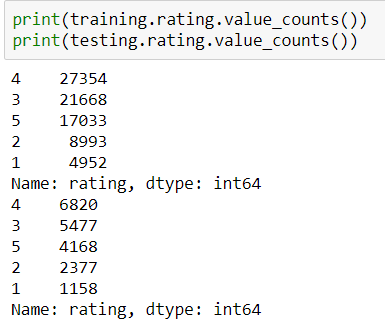 print(training.rating.value_counts())
print(testing.rating.value_counts())
4    27354
3    21668
5    17033
2     8993
1     4952
Name: rating, dtype: int64
4    6820
3    5477
5    4168
2    2377
1    1158
Name: rating, dtype: int64